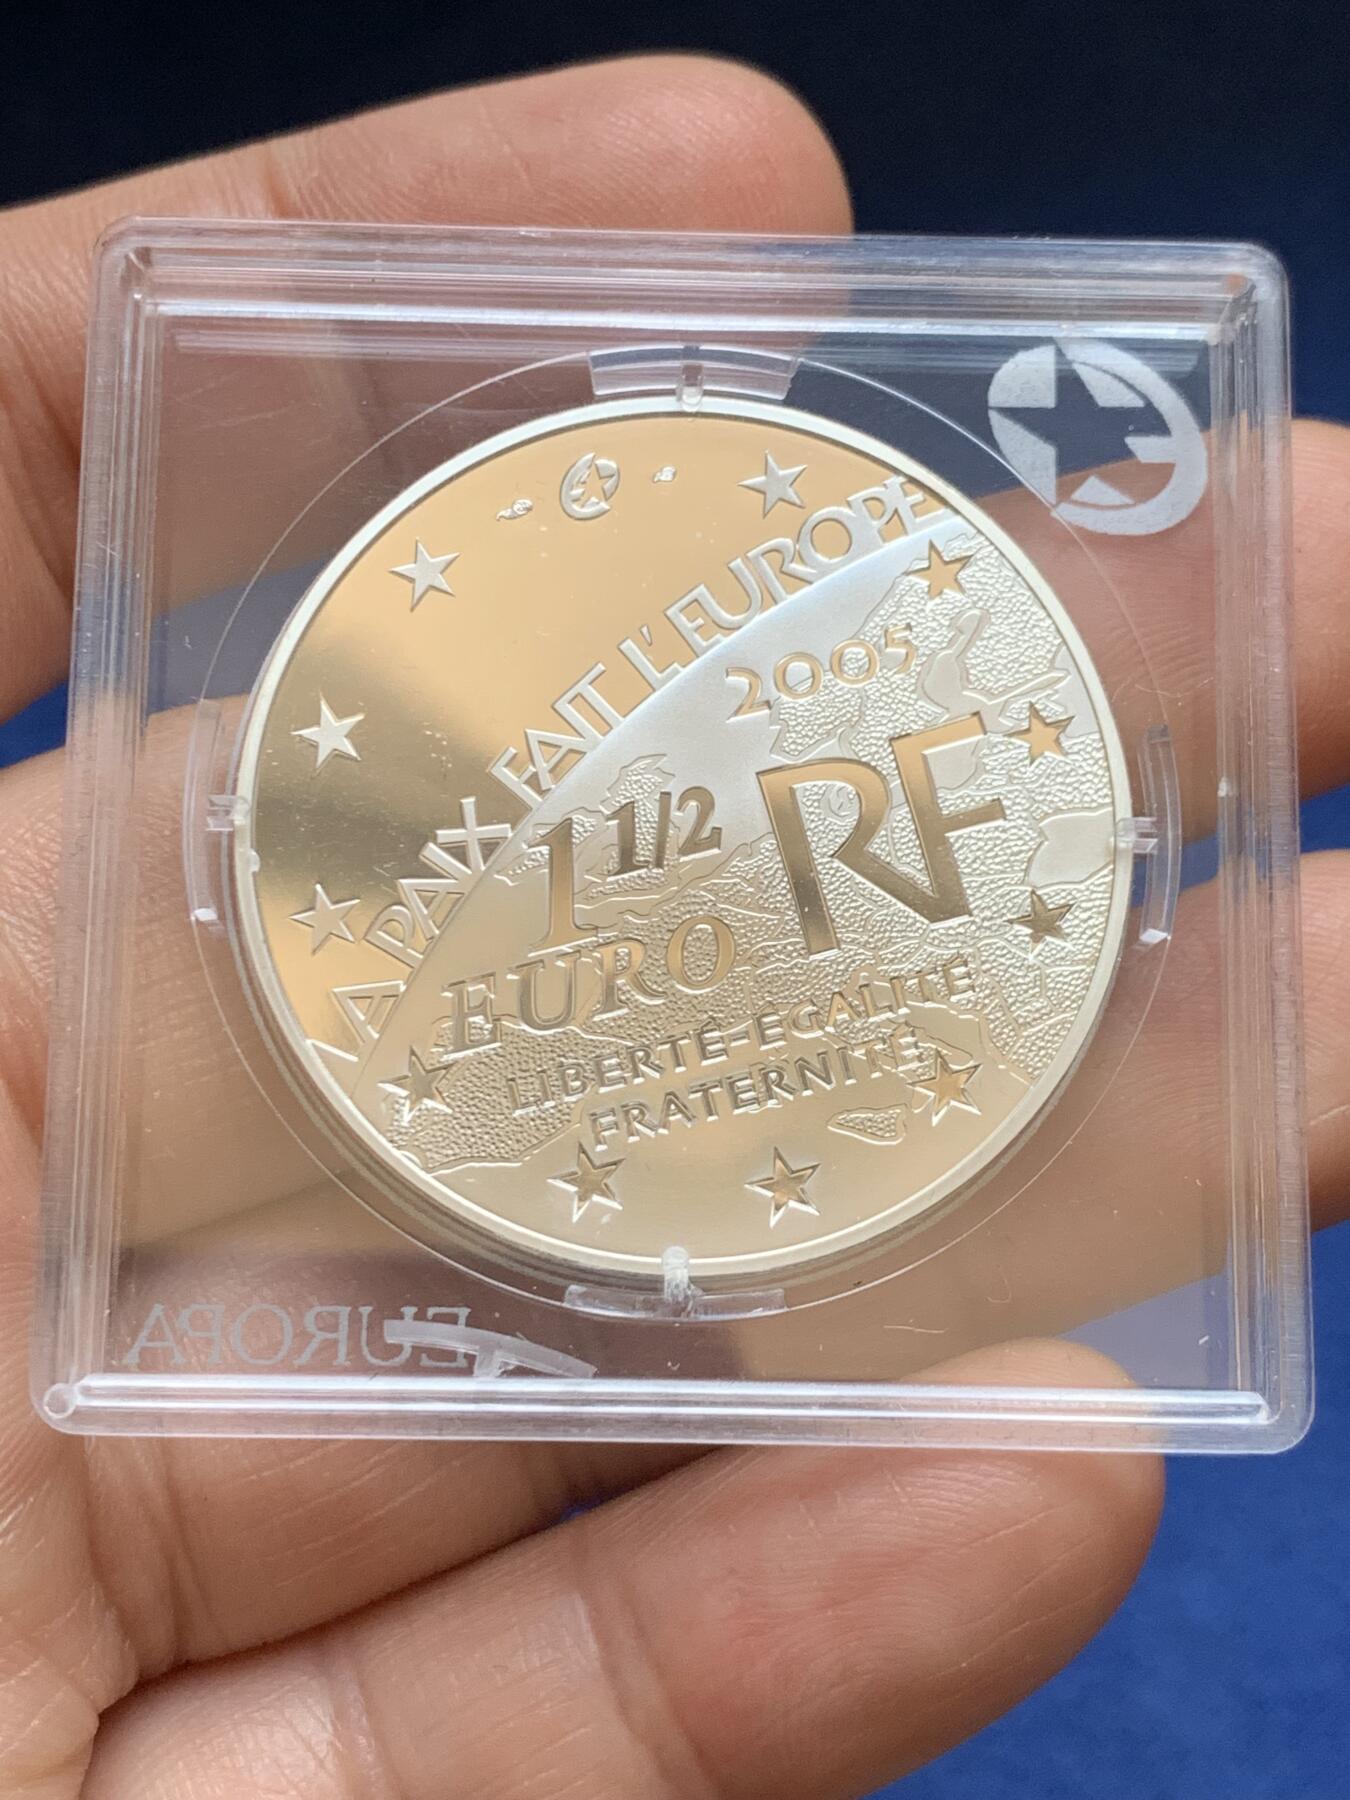 LA PAIX FAIT L'EUROPE
2005
RF
1 1/2
EURO
LIBERTÉ-EGALITÉ
FRATERNITÉ
EUROPA